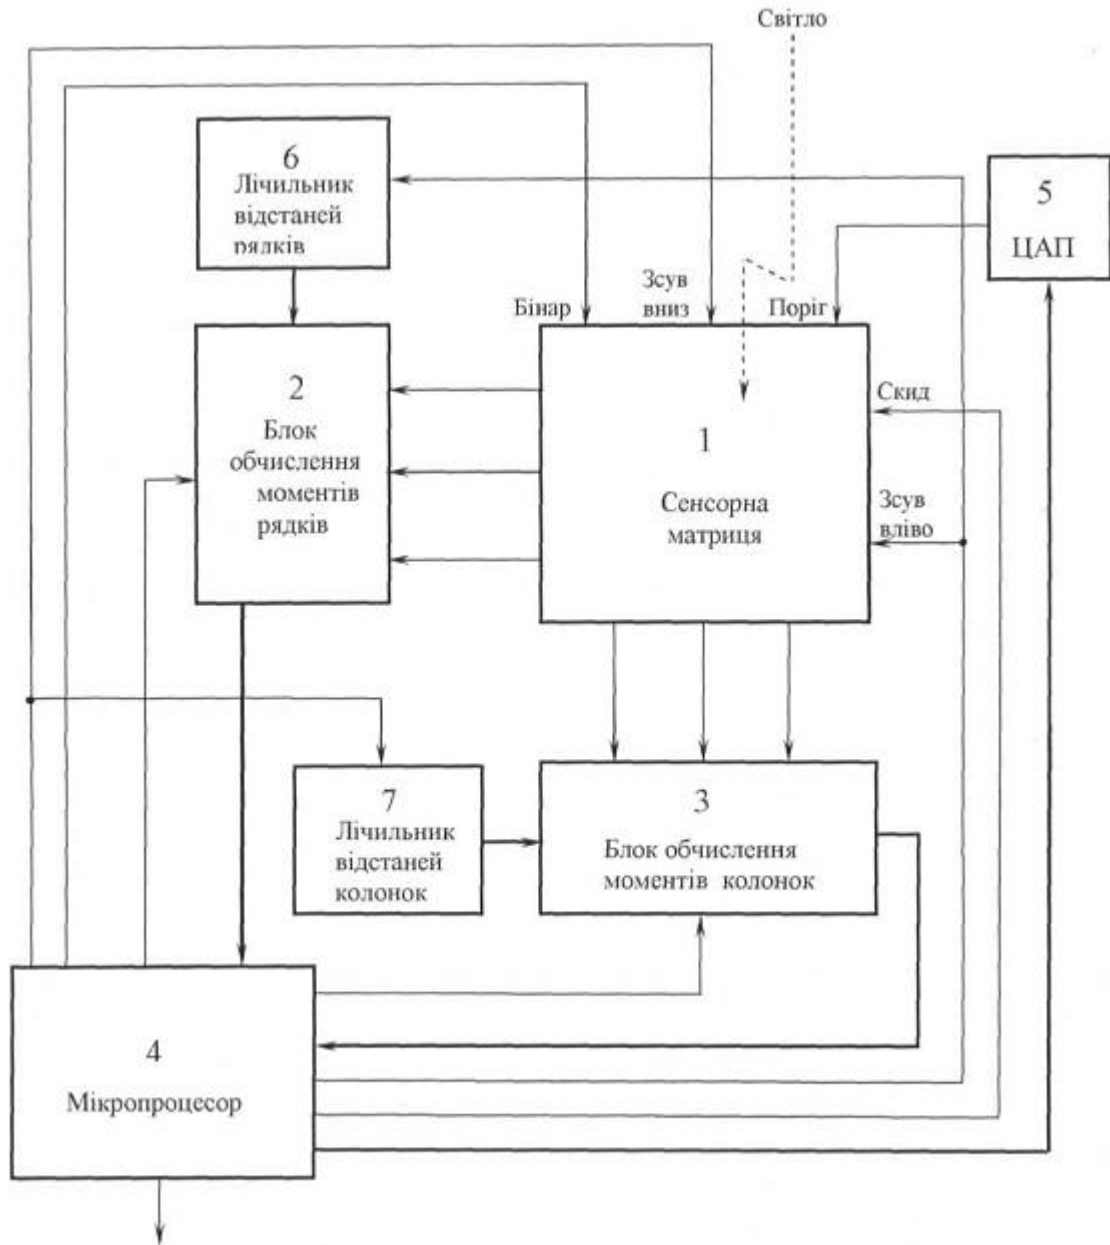 Світло
6
Лічильник
відстаней
рядків
5
ЦАП
Бінар
Зсув
вниз
Поріг
2
Блок
обчислення
моментів
рядків
1
Сенсорна
матриця
Скид
Зсув
вліво
7
Лічильник
відстаней
колонок
3
Блок обчислення
моментів колонок
4
Мікропроцесор